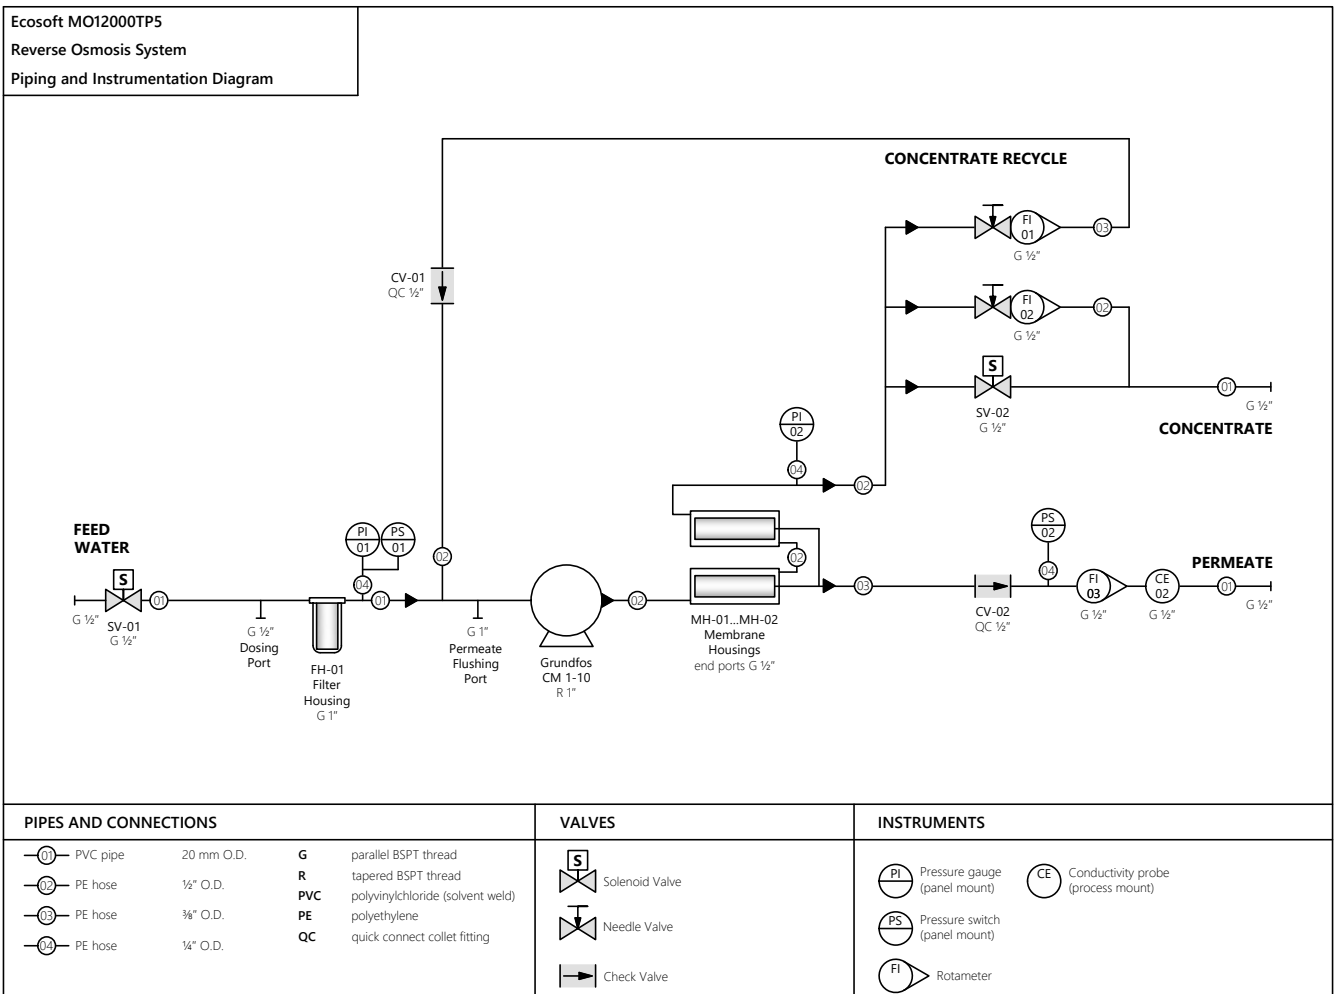 Ecosoft MO12000TP5
Reverse Osmosis System
Piping and Instrumentation Diagram
CONCENTRATE RECYCLE
FI
01
G ½"
03
CV-01
QC ½"
FI
02
G ½"
02
S
SV-02
G ½"
01
G ½"
CONCENTRATE
PI
02
04
02
FEED
WATER
S
G ½"
SV-01
G ½"
01
G ½"
Dosing
Port
PI
01
PS
01
04
01
FH-01
Filter
Housing
G 1"
02
G 1"
Permeate
Flushing
Port
Grundfos
CM 1-10
R 1"
02
02
MH-01...MH-02
Membrane
Housings
end ports G ½"
03
CV-02
QC ½"
PS
02
04
FI
03
G ½"
CE
02
G ½"
PERMEATE
01
G ½"
PIPES AND CONNECTIONS
01 PVC pipe 20 mm O.D.
02 PE hose ½" O.D.
03 PE hose ⅜" O.D.
04 PE hose ¼" O.D.
G parallel BSPT thread
R tapered BSPT thread
PVC polyvinylchloride (solvent weld)
PE polyethylene
QC quick connect collet fitting
VALVES
S
Solenoid Valve
Needle Valve
Check Valve
INSTRUMENTS
PI Pressure gauge
(panel mount)
PS Pressure switch
(panel mount)
FI Rotameter
CE Conductivity probe
(process mount)